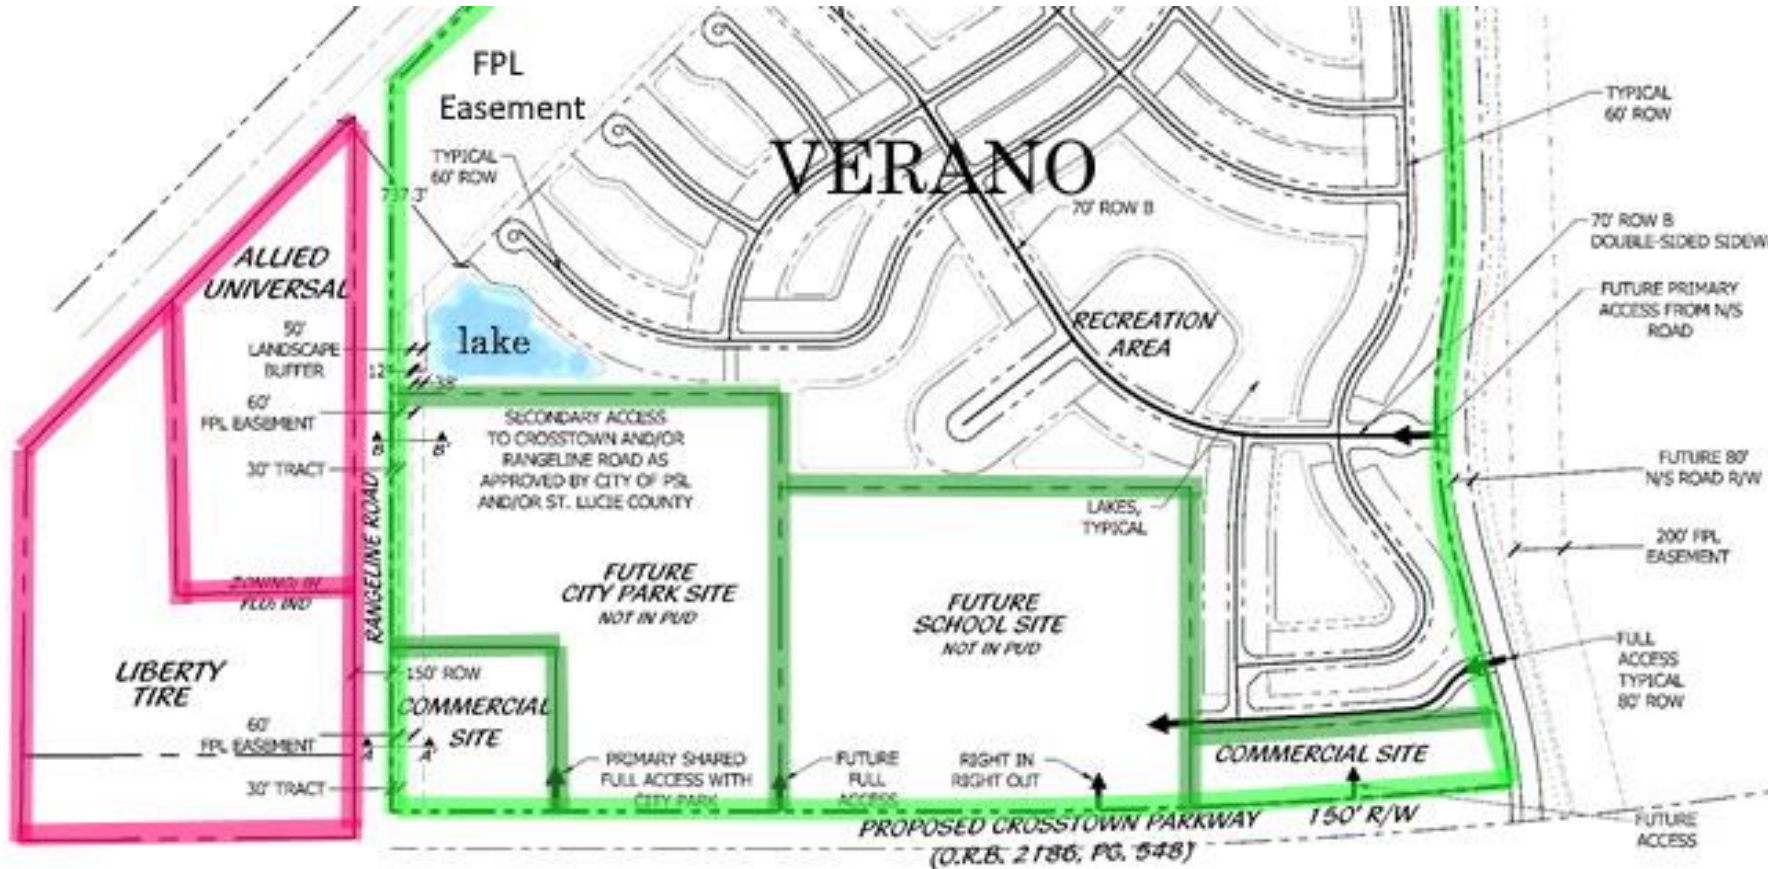 FPL
Easement
VERANO
TYPICAL
60' ROW
TYPICAL
60' ROW
737.3'
70' ROW B
70' ROW B
DOUBLE-SIDED SIDEW
FUTURE PRIMARY
ACCESS FROM N/S
ROAD
ALLIED
UNIVERSAL
50'
LANDSCAPE
BUFFER
lake
RECREATION
AREA
38'
60'
FPL EASEMENT
B
B'
30' TRACT
RANGELINE ROAD
SECONDARY ACCESS
TO CROSSTOWN AND/OR
RANGELINE ROAD AS
APPROVED BY CITY OF PSL
AND/OR ST. LUCIE COUNTY
LAKES,
TYPICAL
FUTURE 80'
N/S ROAD R/W
200' FPL
EASEMENT
FUTURE
CITY PARK SITE
NOT IN PUD
FUTURE
SCHOOL SITE
NOT IN PUD
LIBERTY
TIRE
150' ROW
COMMERCIAL
SITE
60'
FPL EASEMENT
A
A'
30' TRACT
PRIMARY SHARED
FULL ACCESS WITH
CITY PARK
FUTURE
FULL
ACCESS
RIGHT IN
RIGHT OUT
COMMERCIAL SITE
FULL
ACCESS
TYPICAL
80' ROW
PROPOSED CROSSTOWN PARKWAY
150' R/W
(O.R.B. 2186, PG. 548)
FUTURE
ACCESS